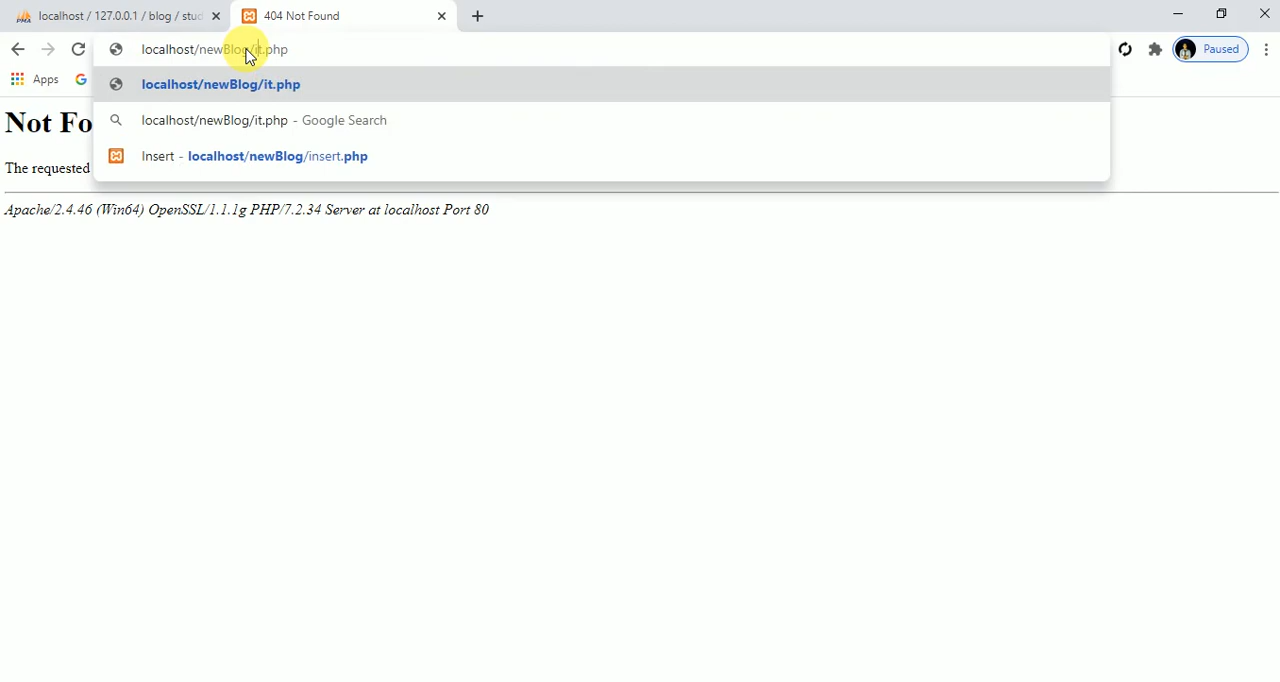 localhost / 127.0.0.1 / blog / stud
404 Not Found
localhost/newBlog/it.php
Paused
Apps
localhost/newBlog/it.php
localhost/newBlog/it.php - Google Search
Insert - localhost/newBlog/insert.php
Not Fo
The requested
Apache/2.4.46 (Win64) OpenSSL/1.1.1g PHP/7.2.34 Server at localhost Port 80